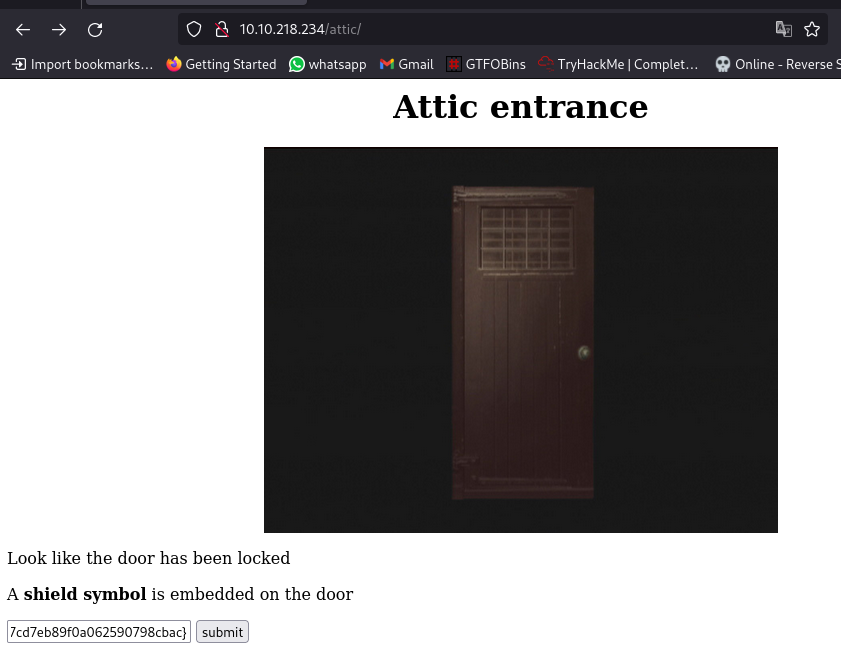 10.10.218.234/attic/
Import bookmarks... Getting Started whatsapp Gmail GTFOBins TryHackMe | Complet... Online - Reverse S
Attic entrance
Look like the door has been locked
A shield symbol is embedded on the door
7cd7eb89f0a062590798cbac} submit